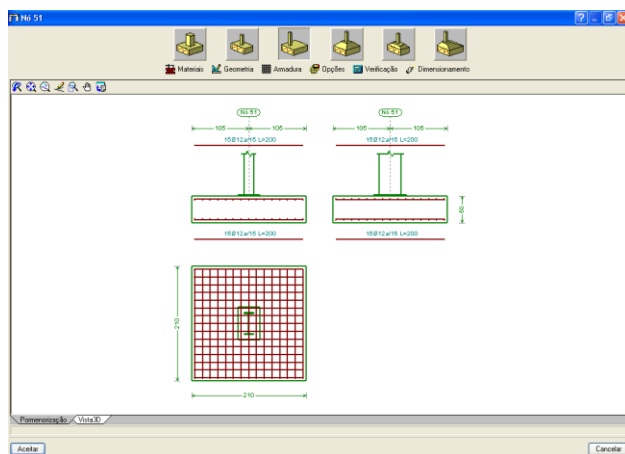 Nó 51
Materiais Geometria Armadura Opções Verificação Dimensionamento
Nó 51 Nó 51
105 105 105 105
15Ø12a/15 L=200 15Ø12a/15 L=200
15Ø12a/15 L=200 15Ø12a/15 L=200
210
210
Pormenorização Vista3D
Aceitar Cancelar